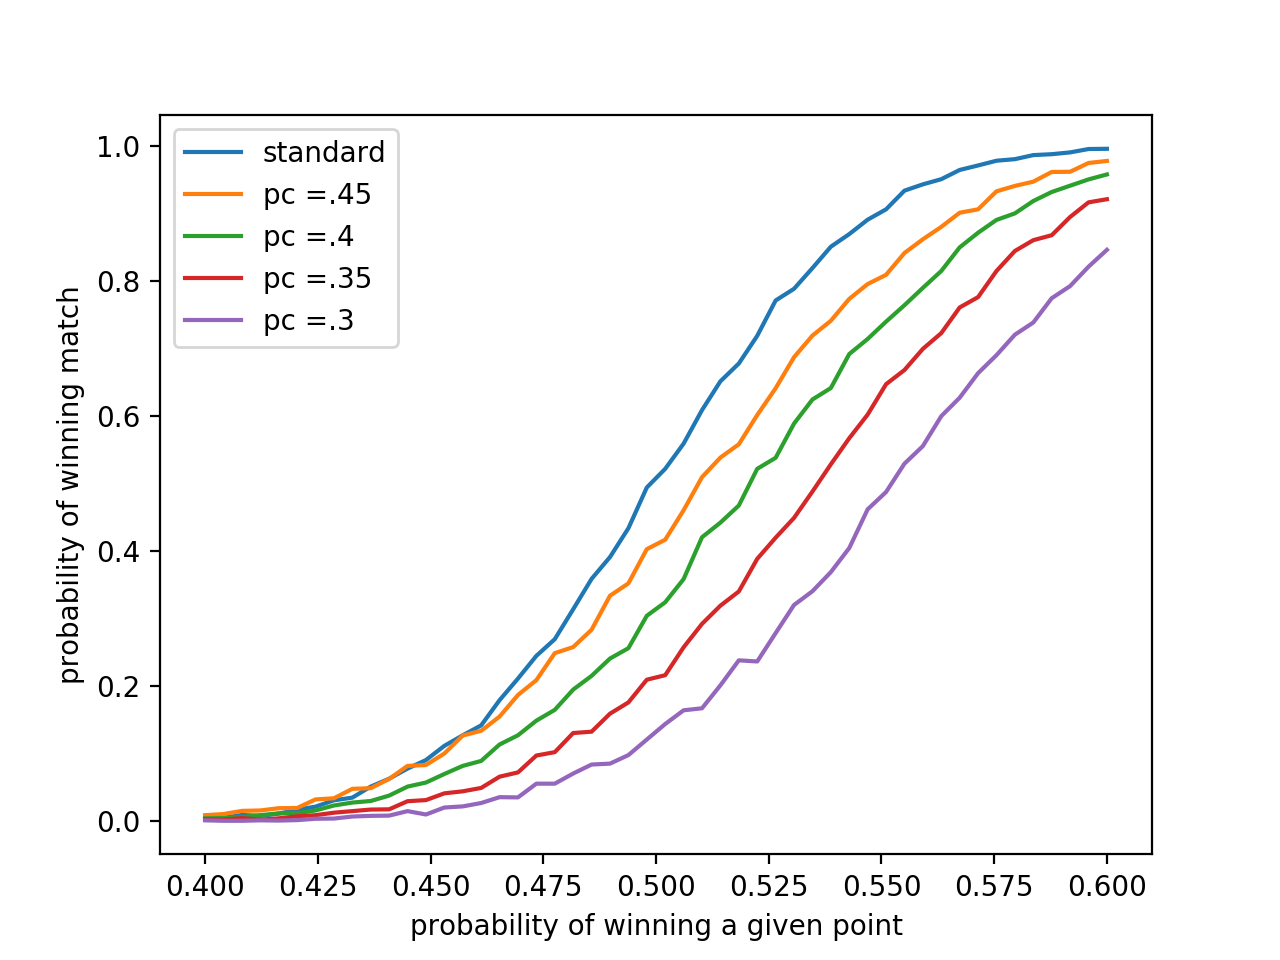 standard
pc =.45
pc =.4
pc =.35
pc =.3
1.0
0.8
0.6
0.4
0.2
0.0
probability of winning match
0.400 0.425 0.450 0.475 0.500 0.525 0.550 0.575 0.600
probability of winning a given point